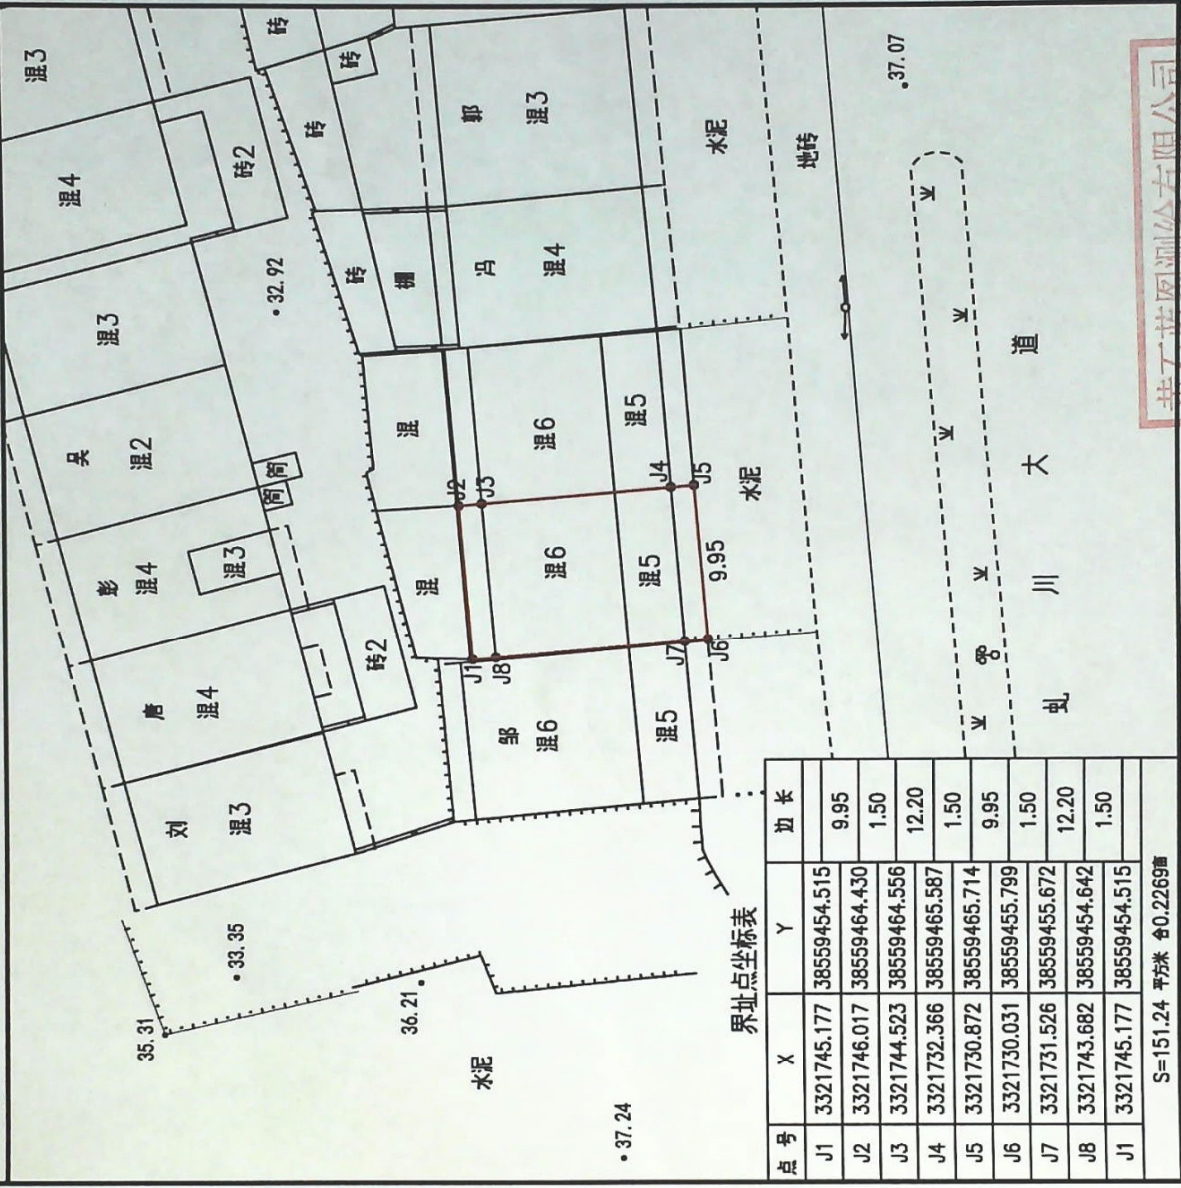 混3
混4
砖2
砖
砖
砖
郭
混3
水泥
地砖
37.07
混3
32.92
砖
棚
冯
混4
吴
混2
简
简
混
混6
混5
彭
混4
混3
混
J2
J3
混6
混5
J4
J5
水泥
9.95
唐
混4
砖2
J1
J8
J7
J6
邹
混6
混5
刘
混3
33.35
35.31
36.21
水泥
37.24
虬 川 大 道
界址点坐标表
点 号 X Y 边 长
J1 3321745.177 38559454.515
9.95
J2 3321746.017 38559464.430
1.50
J3 3321744.523 38559464.556
12.20
J4 3321732.366 38559465.587
1.50
J5 3321730.872 38559465.714
9.95
J6 3321730.031 38559455.799
1.50
J7 3321731.526 38559455.672
12.20
J8 3321743.682 38559454.642
1.50
J1 3321745.177 38559454.515
S=151.24 平方米 合0.2269亩